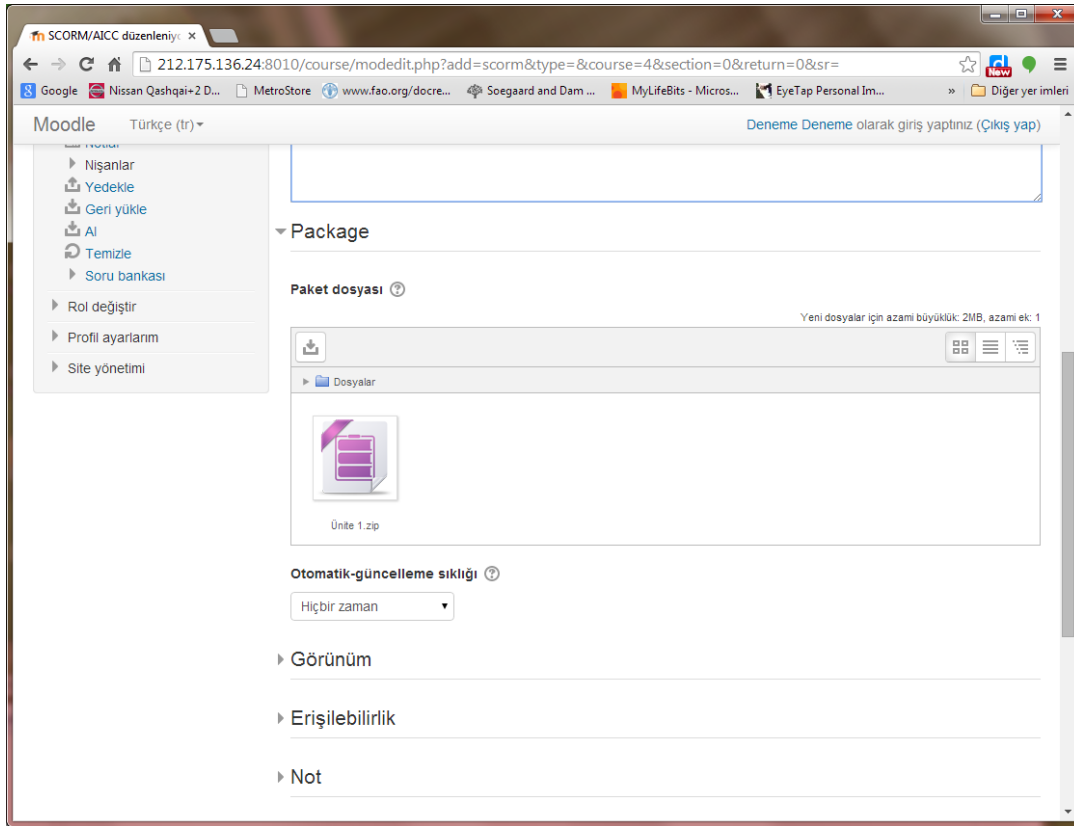 SCORM/AICC düzenleniyo
212.175.136.24:8010/course/modedit.php?add=scorm&type=&course=4&section=0&return=0&sr=
New
Google Nissan Qashqai+2 D... MetroStore www.fao.org/docre... Soegaard and Dam ... MyLifeBits - Micros... EyeTap Personal Im... » Diğer yer imleri
Moodle Türkçe (tr) Deneme Deneme olarak giriş yaptınız (Çıkış yap)
Notlar
Nişanlar
Yedekle
Geri yükle
Al
Temizle
Soru bankası
Rol değiştir
Profil ayarlarım
Site yönetimi
Package
Paket dosyası
Yeni dosyalar için azami büyüklük: 2MB, azami ek: 1
Dosyalar
Ünite 1.zip
Otomatik-güncelleme sıklığı
Hiçbir zaman
Görünüm
Erişilebilirlik
Not